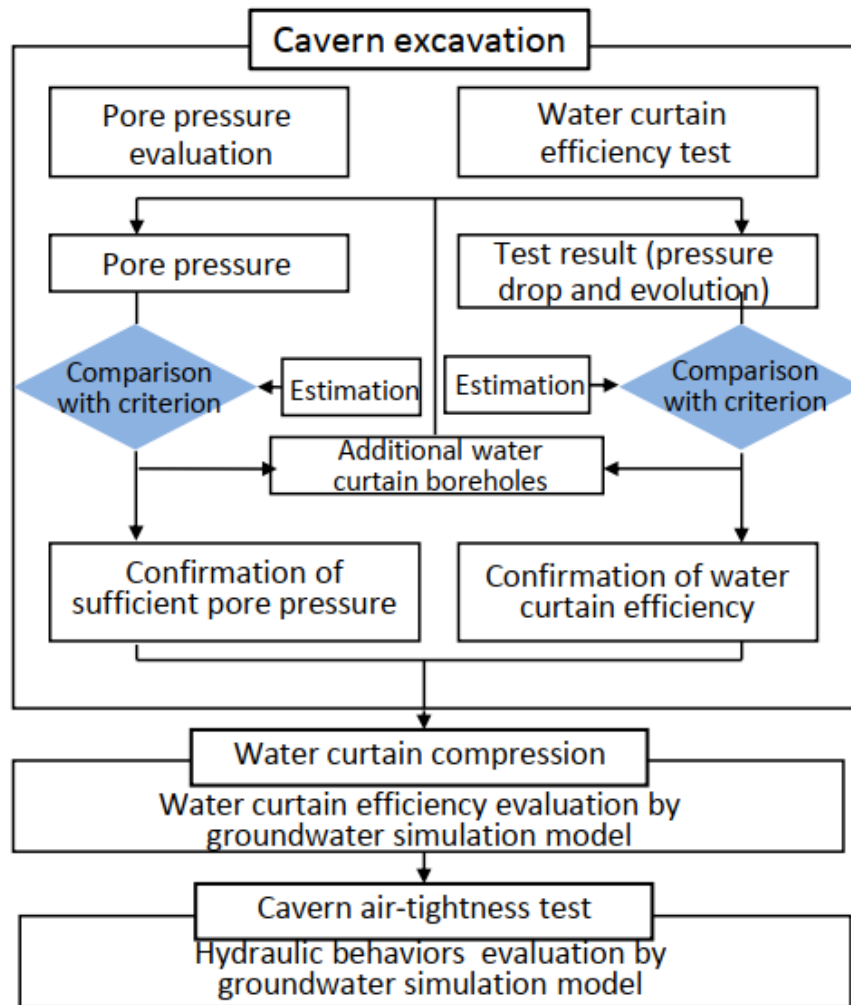 Cavern excavation
Pore pressure
evaluation
Water curtain
efficiency test
Pore pressure
Test result (pressure
drop and evolution)
Comparison
with criterion
Estimation
Estimation
Comparison
with criterion
Additional water
curtain boreholes
Confirmation of
sufficient pore pressure
Confirmation of water
curtain efficiency
Water curtain compression
Water curtain efficiency evaluation by
groundwater simulation model
Cavern air-tightness test
Hydraulic behaviors evaluation by
groundwater simulation model